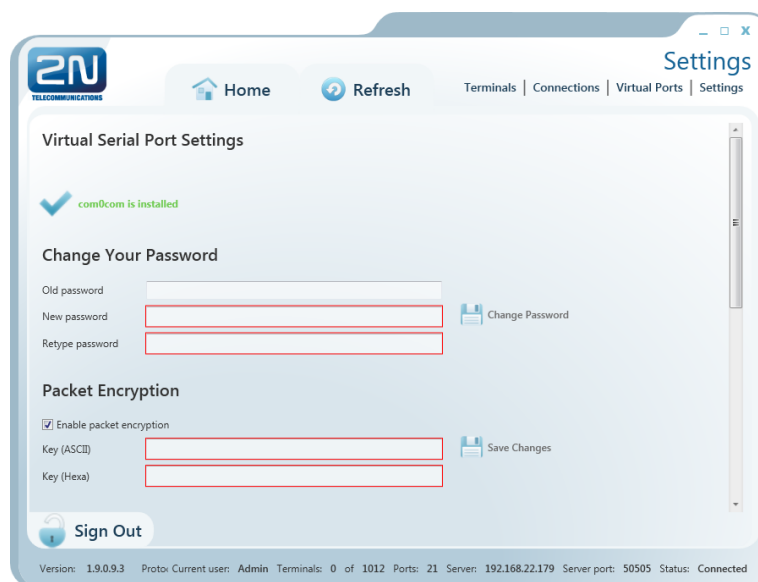 2N
TELECOMMUNICATIONS
Settings
Home
Refresh
Terminals | Connections | Virtual Ports | Settings
Virtual Serial Port Settings
com0com is installed
Change Your Password
Old password
New password
Change Password
Retype password
Packet Encryption
Enable packet encryption
Key (ASCII)
Save Changes
Key (Hexa)
Sign Out
Version: 1.9.0.9.3 Protoc Current user: Admin Terminals: 0 of 1012 Ports: 21 Server: 192.168.22.179 Server port: 50505 Status: Connected